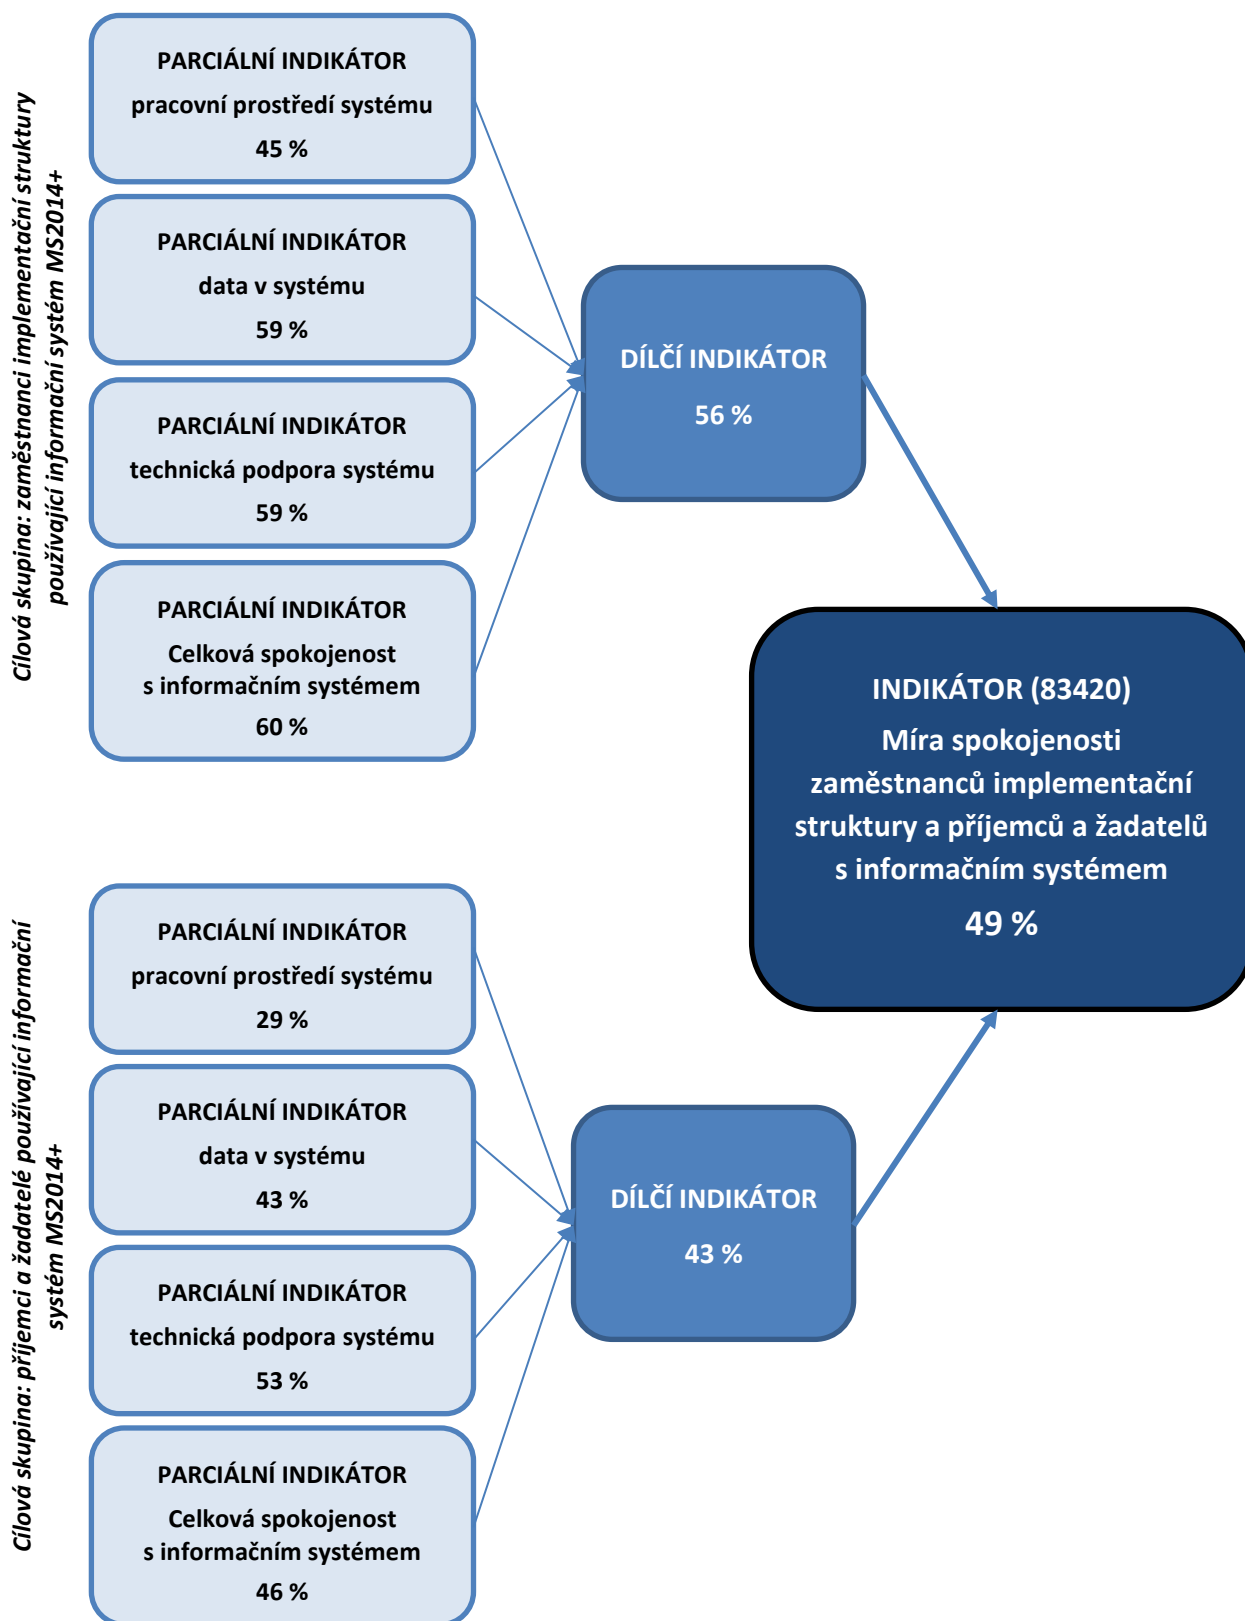 Cílová skupina: zaměstnanci implementační struktury
používající informační systém MS2014+
PARCIÁLNÍ INDIKÁTOR
pracovní prostředí systému
45 %
PARCIÁLNÍ INDIKÁTOR
data v systému
59 %
PARCIÁLNÍ INDIKÁTOR
technická podpora systému
59 %
PARCIÁLNÍ INDIKÁTOR
Celková spokojenost
s informačním systémem
60 %
DÍLČÍ INDIKÁTOR
56 %
INDIKÁTOR (83420)
Míra spokojenosti
zaměstnanců implementační
struktury a příjemců a žadatelů
s informačním systémem
49 %
Cílová skupina: příjemci a žadatelé používající informační
systém MS2014+
PARCIÁLNÍ INDIKÁTOR
pracovní prostředí systému
29 %
PARCIÁLNÍ INDIKÁTOR
data v systému
43 %
PARCIÁLNÍ INDIKÁTOR
technická podpora systému
53 %
PARCIÁLNÍ INDIKÁTOR
Celková spokojenost
s informačním systémem
46 %
DÍLČÍ INDIKÁTOR
43 %